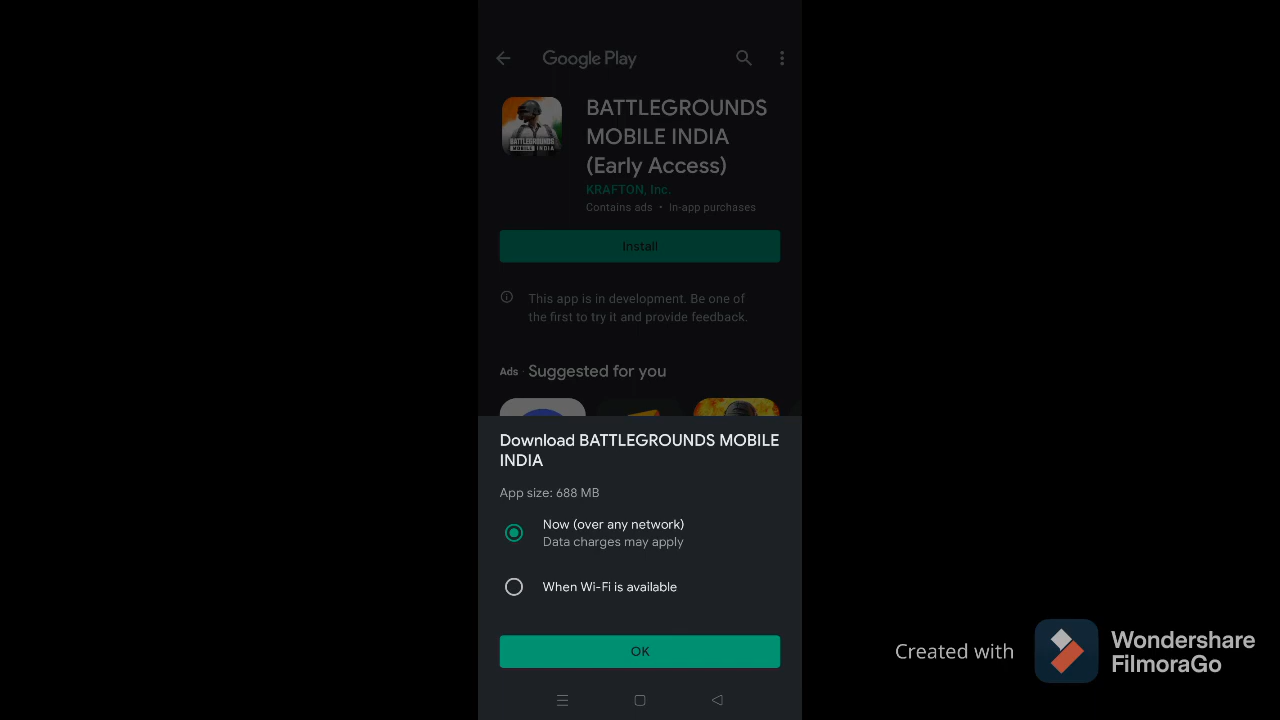 Google Play
BATTLEGROUNDS
MOBILE INDIA
(Early Access)
KRAFTON, Inc.
Contains ads • In-app purchases
Install
This app is in development. Be one of
the first to try it and provide feedback.
Ads · Suggested for you
BATTLEGROUNDS
MOBILE INDIA
Download BATTLEGROUNDS MOBILE
INDIA
App size: 688 MB
Now (over any network)
Data charges may apply
When Wi-Fi is available
OK
Created with
Wondershare
FilmoraGo